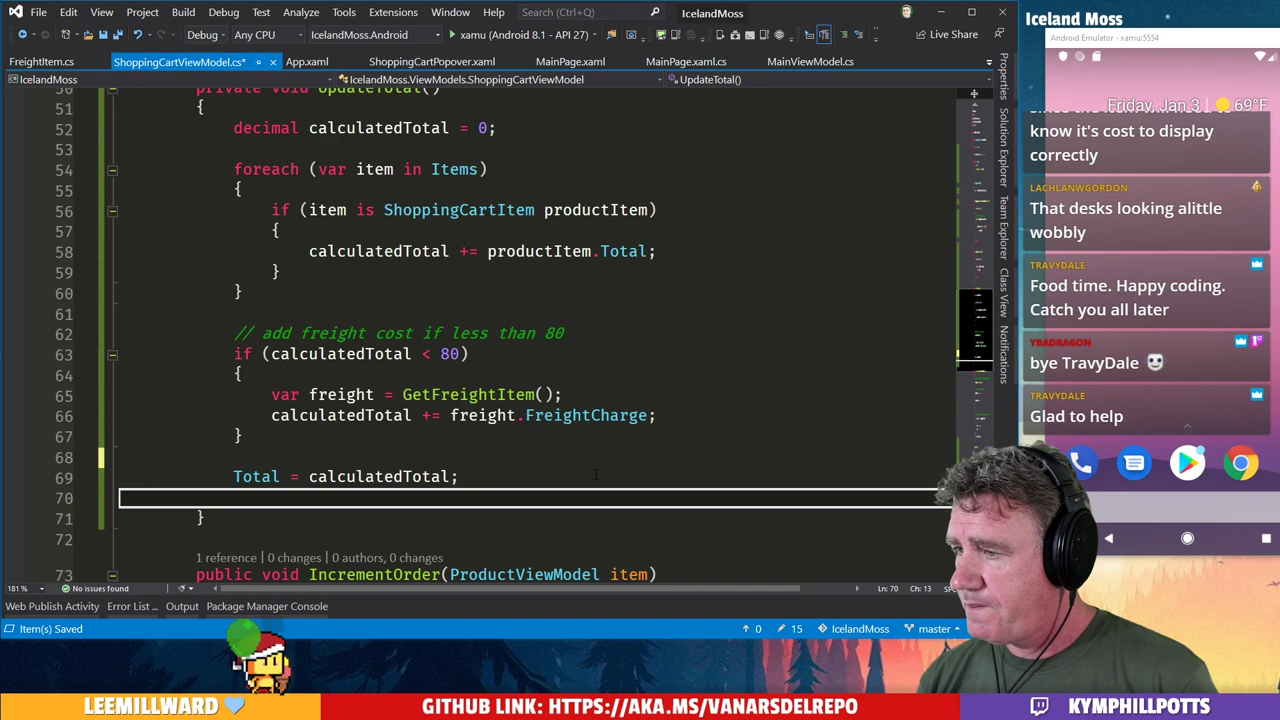 File Edit View Project Build Debug Test Analyze Tools Extensions Window Help Search (Ctrl+Q) IcelandMoss
Debug Any CPU IcelandMoss.Android xamu (Android 8.1 - API 27) Live Share
FreightItem.cs ShoppingCartViewModel.cs* App.xaml ShoppingCartPopover.xaml MainPage.xaml MainPage.xaml.cs MainViewModel.cs
IcelandMoss IcelandMoss.ViewModels.ShoppingCartViewModel UpdateTotal()
50 private void UpdateTotal()
51 {
52 decimal calculatedTotal = 0;
53
54 foreach (var item in Items)
55 {
56 if (item is ShoppingCartItem productItem)
57 {
58 calculatedTotal += productItem.Total;
59 }
60 }
61
62 // add freight cost if less than 80
63 if (calculatedTotal < 80)
64 {
65 var freight = GetFreightItem();
66 calculatedTotal += freight.FreightCharge;
67 }
68
69 Total = calculatedTotal;
70
71 }
72
1 reference | 0 changes | 0 authors, 0 changes
73 public void IncrementOrder(ProductViewModel item)
181 % No issues found Ln: 70 Ch: 13
Web Publish Activity Error List ... Output Package Manager Console
Item(s) Saved 0 15 IcelandMoss master
Properties
Solution Explorer
Team Explorer
Class View
Notifications
Iceland Moss
Android Emulator - xamu:5554
Friday, Jan 3 | 69°F
know it's cost to display
correctly
LACHLANWGORDON
That desks looking alittle
wobbly
TRAVYDALE
Food time. Happy coding.
Catch you all later
YBADRAGON
bye TravyDale
TRAVYDALE
Glad to help
LEEMILLWARD
GITHUB LINK: HTTPS://AKA.MS/VANARSDELREPO
KYMPHILLPOTTS